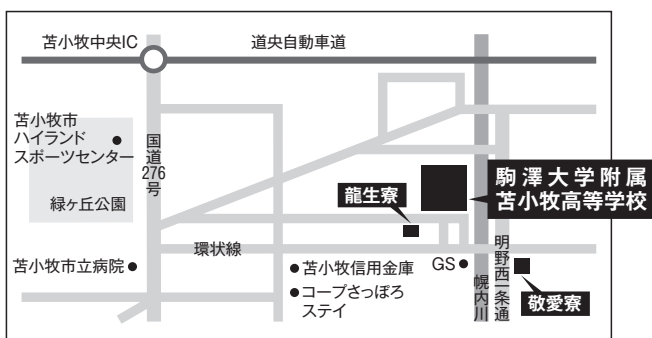 苫小牧中央IC
道央自動車道
苫小牧市
ハイランド
スポーツセンター
国道276号
緑ヶ丘公園
龍生寮
駒澤大学附属
苫小牧高等学校
環状線
苫小牧市立病院
苫小牧信用金庫
コープさっぽろ
ステイ
GS
幌内川
明野西一条通
敬愛寮